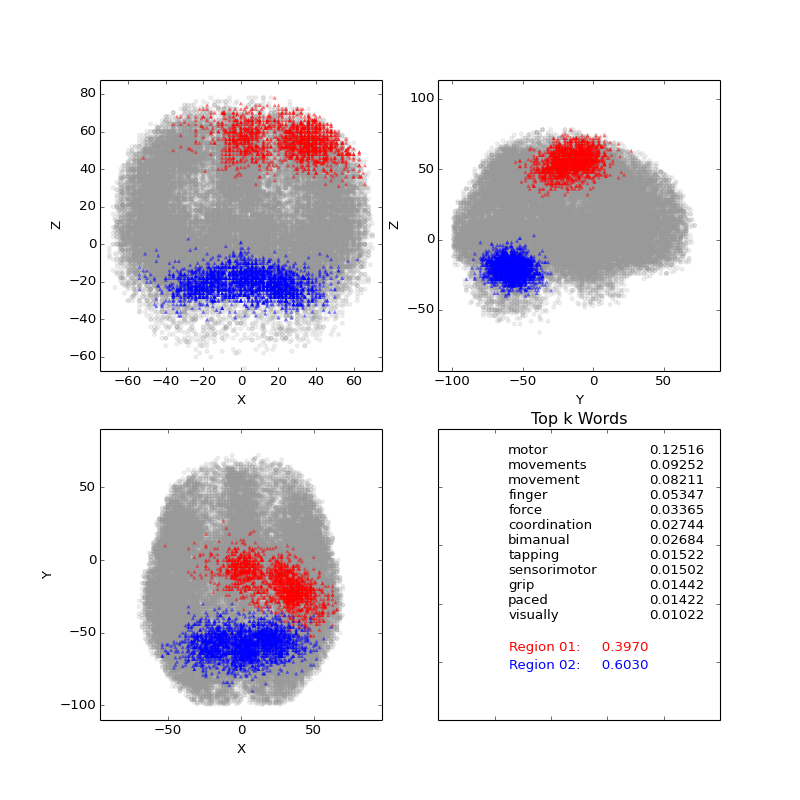 80
60
40
20
0
−20
−40
−60
Z
−60 −40 −20 0 20 40 60
X
100
50
0
−50
Z
−100 −50 0 50
Y
50
0
−50
−100
Y
−50 0 50
X
Top k Words
motor 0.12516
movements 0.09252
movement 0.08211
finger 0.05347
force 0.03365
coordination 0.02744
bimanual 0.02684
tapping 0.01522
sensorimotor 0.01502
grip 0.01442
paced 0.01422
visually 0.01022
Region 01: 0.3970
Region 02: 0.6030